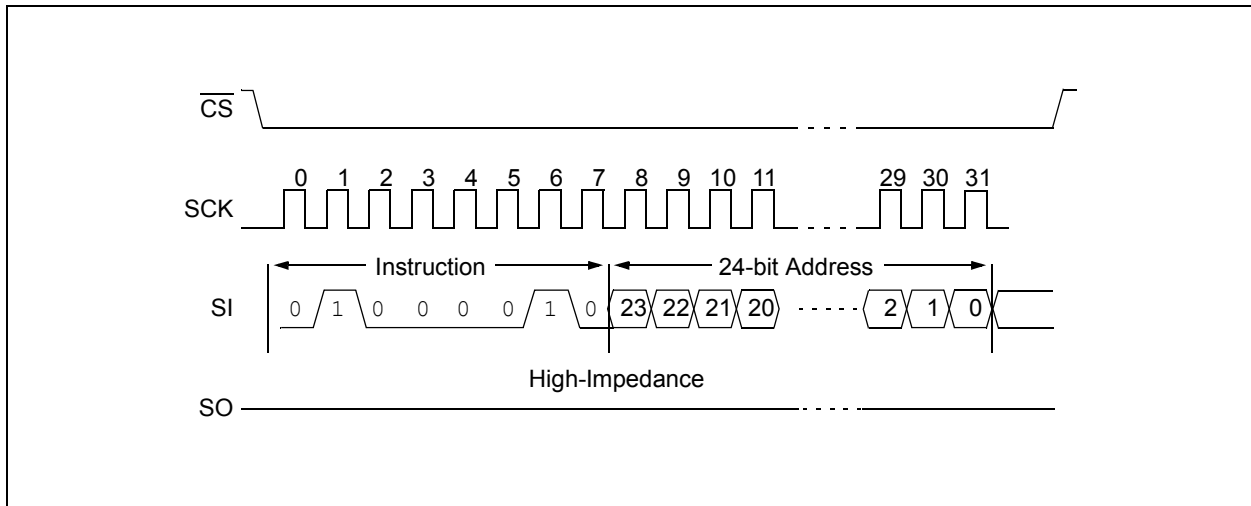 CS
0 1 2 3 4 5 6 7 8 9 10 11 29 30 31
SCK
Instruction 24-bit Address
SI 0 1 0 0 0 0 1 0 23 22 21 20 2 1 0
High-Impedance
SO